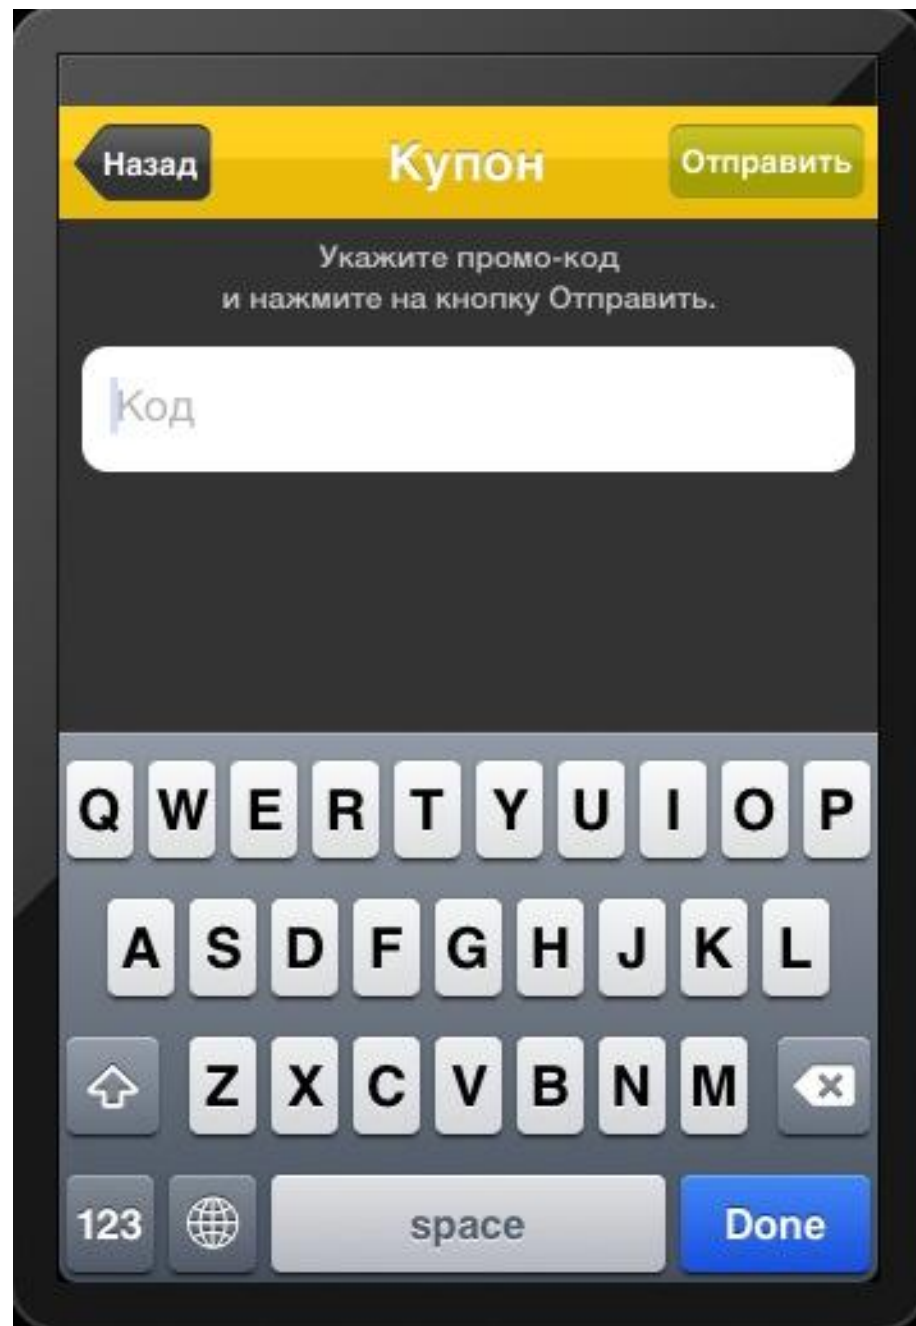 Назад Купон Отправить
Укажите промо-код
и нажмите на кнопку Отправить.
Код
Q W E R T Y U I O P
A S D F G H J K L
Z X C V B N M
123 space Done